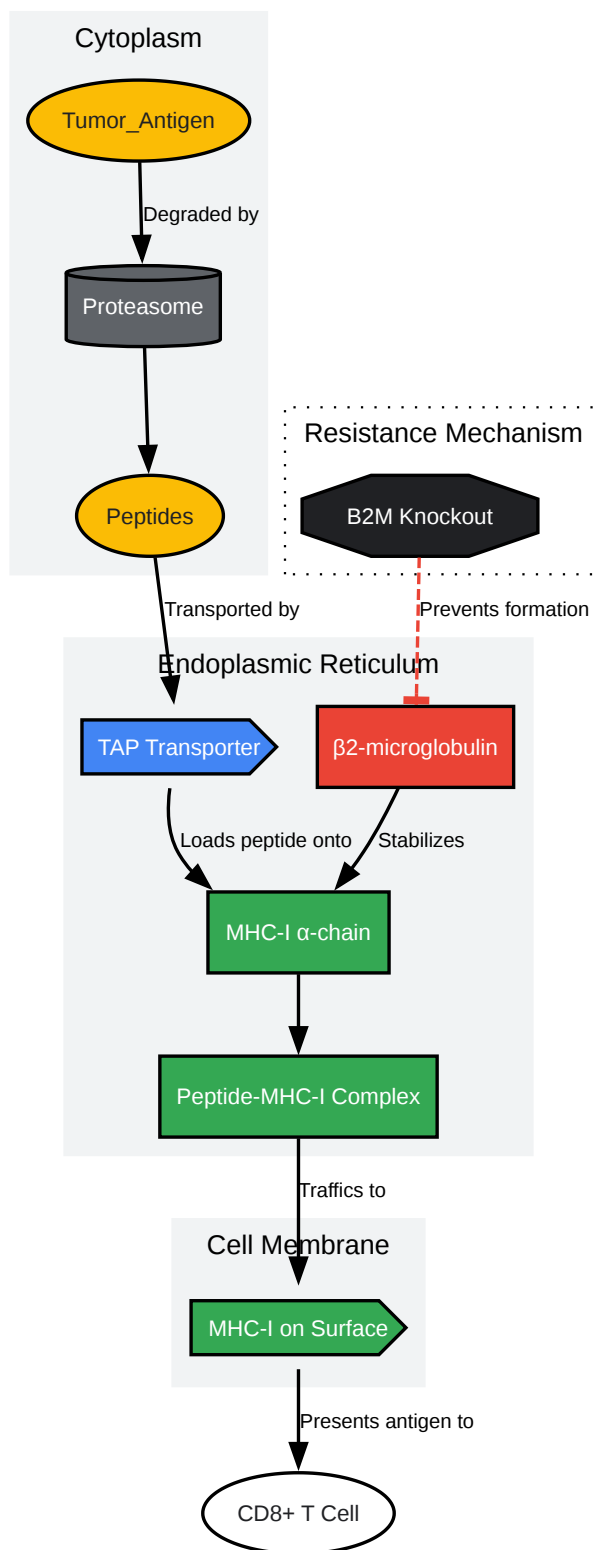 Cytoplasm
Tumor_Antigen
Degraded by
Proteasome
Peptides
Resistance Mechanism
B2M Knockout
Transported by
Prevents formation
Endoplasmic Reticulum
TAP Transporter
β2-microglobulin
Loads peptide onto
Stabilizes
MHC-I α-chain
Peptide-MHC-I Complex
Traffics to
Cell Membrane
MHC-I on Surface
Presents antigen to
CD8+ T Cell